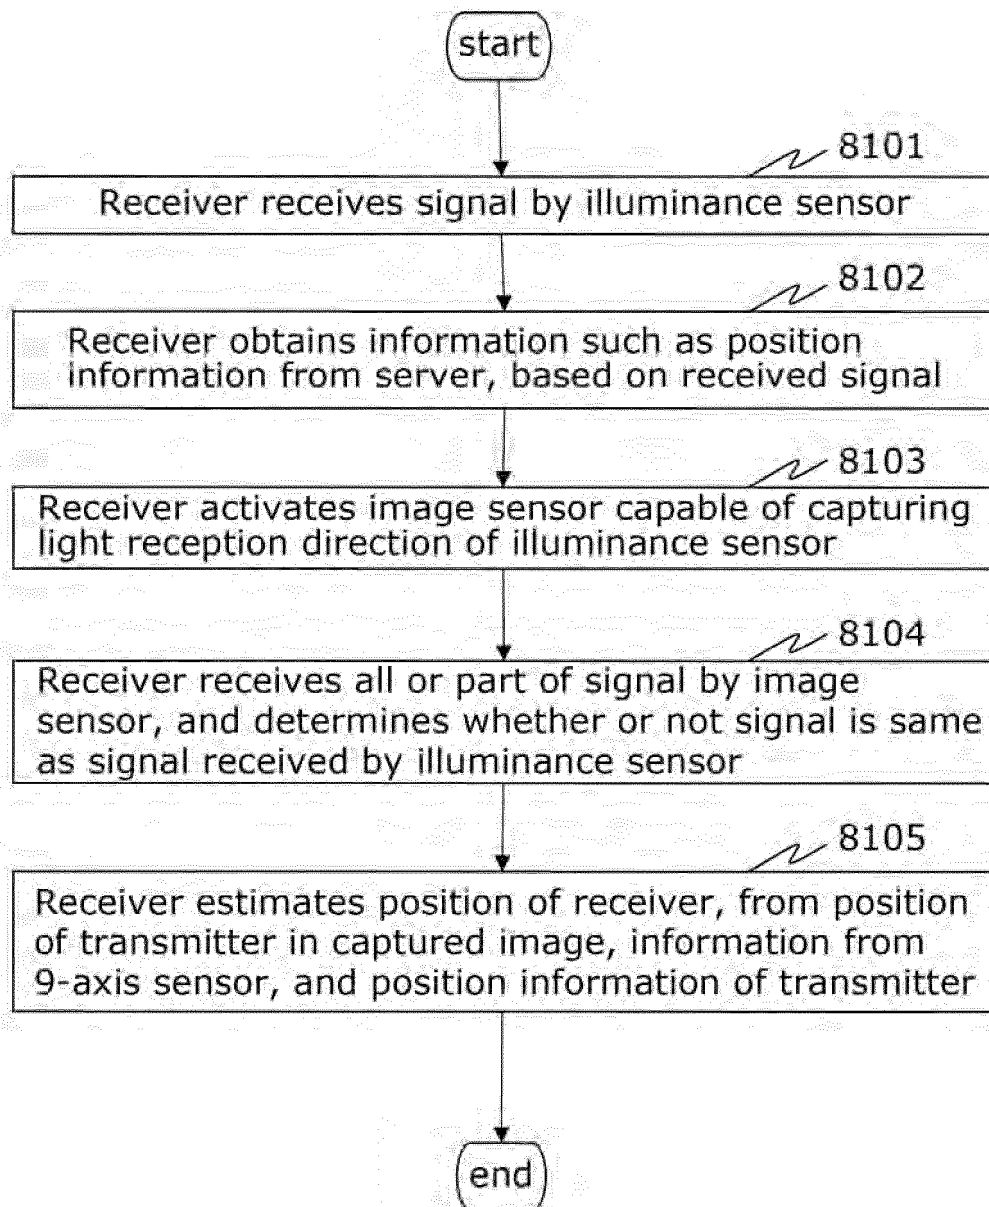 start
8101
Receiver receives signal by illuminance sensor
8102
Receiver obtains information such as position
information from server, based on received signal
8103
Receiver activates image sensor capable of capturing
light reception direction of illuminance sensor
8104
Receiver receives all or part of signal by image
sensor, and determines whether or not signal is same
as signal received by illuminance sensor
8105
Receiver estimates position of receiver, from position
of transmitter in captured image, information from
9-axis sensor, and position information of transmitter
end